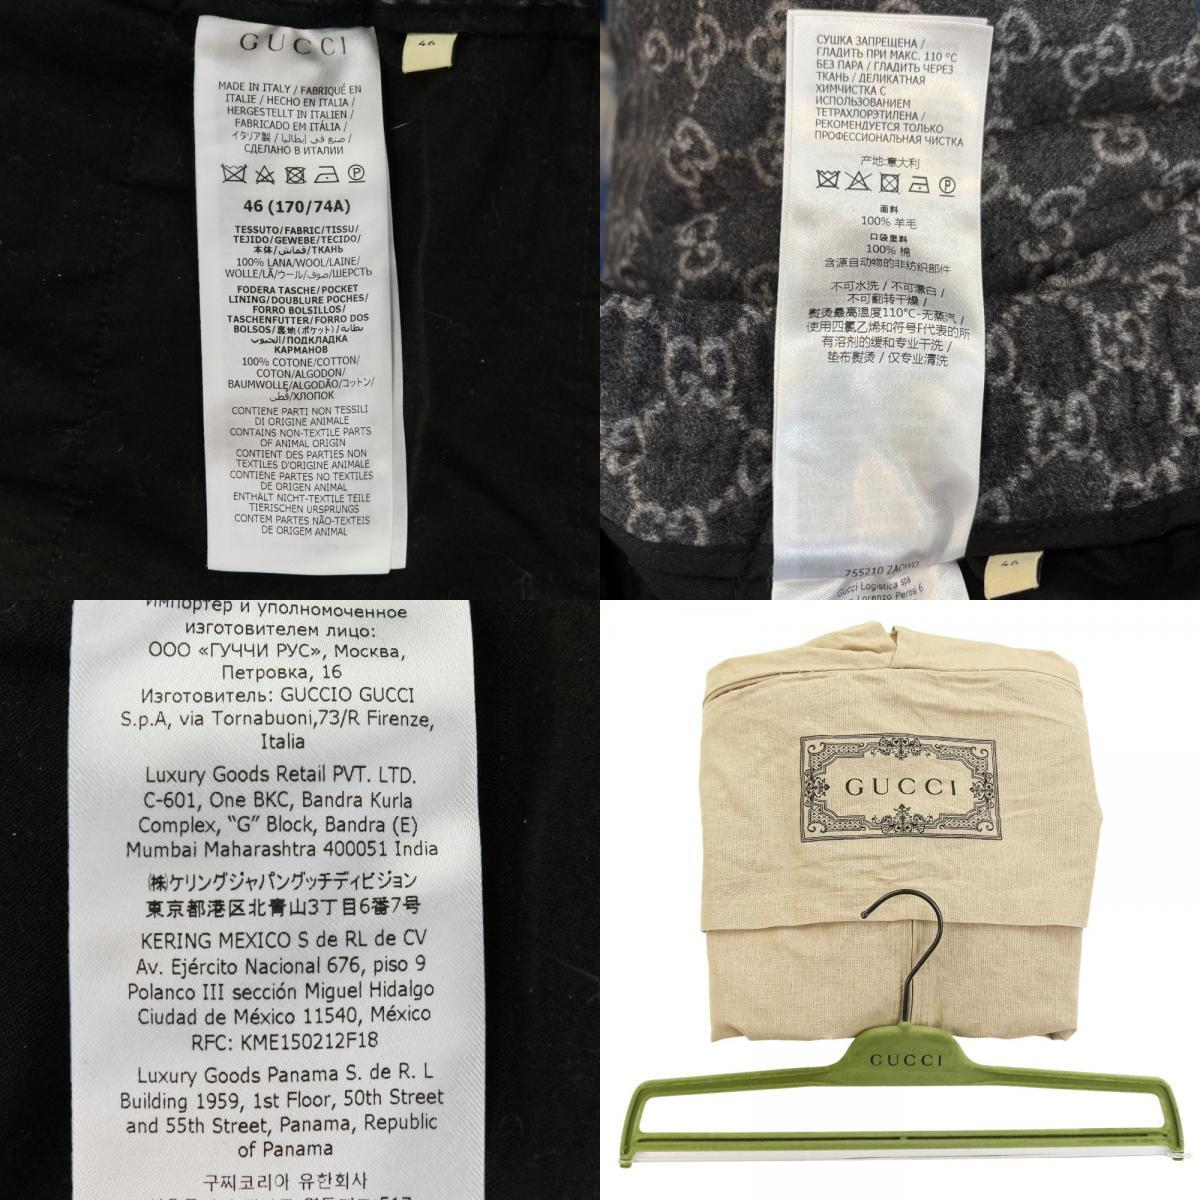 GUCCI
46
MADE IN ITALY / FABRIQUÉ EN
ITALIE / HECHO EN ITALIA /
HERGESTELLT IN ITALIEN /
FABRICADO EM ITÁLIA /
イタリア製 / صنع في إيطاليا /
СДЕЛАНО В ИТАЛИИ
46 (170/74A)
TESSUTO/FABRIC/TISSU/
TEJIDO/GEWEBE/TECIDO/
本体/قماش/ТКАНЬ
100% LANA/WOOL/LAINE/
WOLLE/LÃ/ウール/صوف/ШЕРСТЬ
FODERA TASCHE/POCKET
LINING/DOUBLURE POCHES/
FORRO BOLSILLOS/
TASCHENFUTTER/FORRO DOS
BOLSOS/裏地(ポケット)/بطانة
الجيوب/ПОДКЛАДКА
КАРМАНОВ
100% COTONE/COTTON/
COTON/ALGODON/
BAUMWOLLE/ALGODÃO/コットン/
قطن/ХЛОПОК
CONTIENE PARTI NON TESSILI
DI ORIGINE ANIMALE
CONTAINS NON-TEXTILE PARTS
OF ANIMAL ORIGIN
CONTIENT DES PARTIES NON
TEXTILES D'ORIGINE ANIMALE
CONTIENE PARTES NO TEXTILES
DE ORIGEN ANIMAL
ENTHÄLT NICHT-TEXTILE TEILE
TIERISCHEN URSPRUNGS
CONTEM PARTES NÃO-TEXTEIS
DE ORIGEM ANIMAL
СУШКА ЗАПРЕЩЕНА /
ГЛАДИТЬ ПРИ МАКС. 110 °C
БЕЗ ПАРА / ГЛАДИТЬ ЧЕРЕЗ
ТКАНЬ / ДЕЛИКАТНАЯ
ХИМЧИСТКА С
ИСПОЛЬЗОВАНИЕМ
ТЕТРАХЛОРЭТИЛЕНА /
РЕКОМЕНДУЕТСЯ ТОЛЬКО
ПРОФЕССИОНАЛЬНАЯ ЧИСТКА
产地:意大利
面料
100% 羊毛
口袋里料
100% 棉
含源自动物的非纺织部件
不可水洗 / 不可漂白 /
不可翻转干燥 /
熨烫最高温度110°C-无蒸汽 /
使用四氯乙烯和符号F代表的所
有溶剂的缓和专业干洗 /
垫布熨烫 / 仅专业清洗
755210 ZAOWO
Gucci Logistica spa
Lorenzo Perosi 6
46
Импортер и уполномоченное
изготовителем лицо:
ООО «ГУЧЧИ РУС», Москва,
Петровка, 16
Изготовитель: GUCCIO GUCCI
S.p.A, via Tornabuoni,73/R Firenze,
Italia
Luxury Goods Retail PVT. LTD.
C-601, One BKC, Bandra Kurla
Complex, “G” Block, Bandra (E)
Mumbai Maharashtra 400051 India
㈱ケリングジャパングッチディビジョン
東京都港区北青山3丁目6番7号
KERING MEXICO S de RL de CV
Av. Ejército Nacional 676, piso 9
Polanco III sección Miguel Hidalgo
Ciudad de México 11540, México
RFC: KME150212F18
Luxury Goods Panama S. de R. L
Building 1959, 1st Floor, 50th Street
and 55th Street, Panama, Republic
of Panama
구찌코리아 유한회사
GUCCI
GUCCI